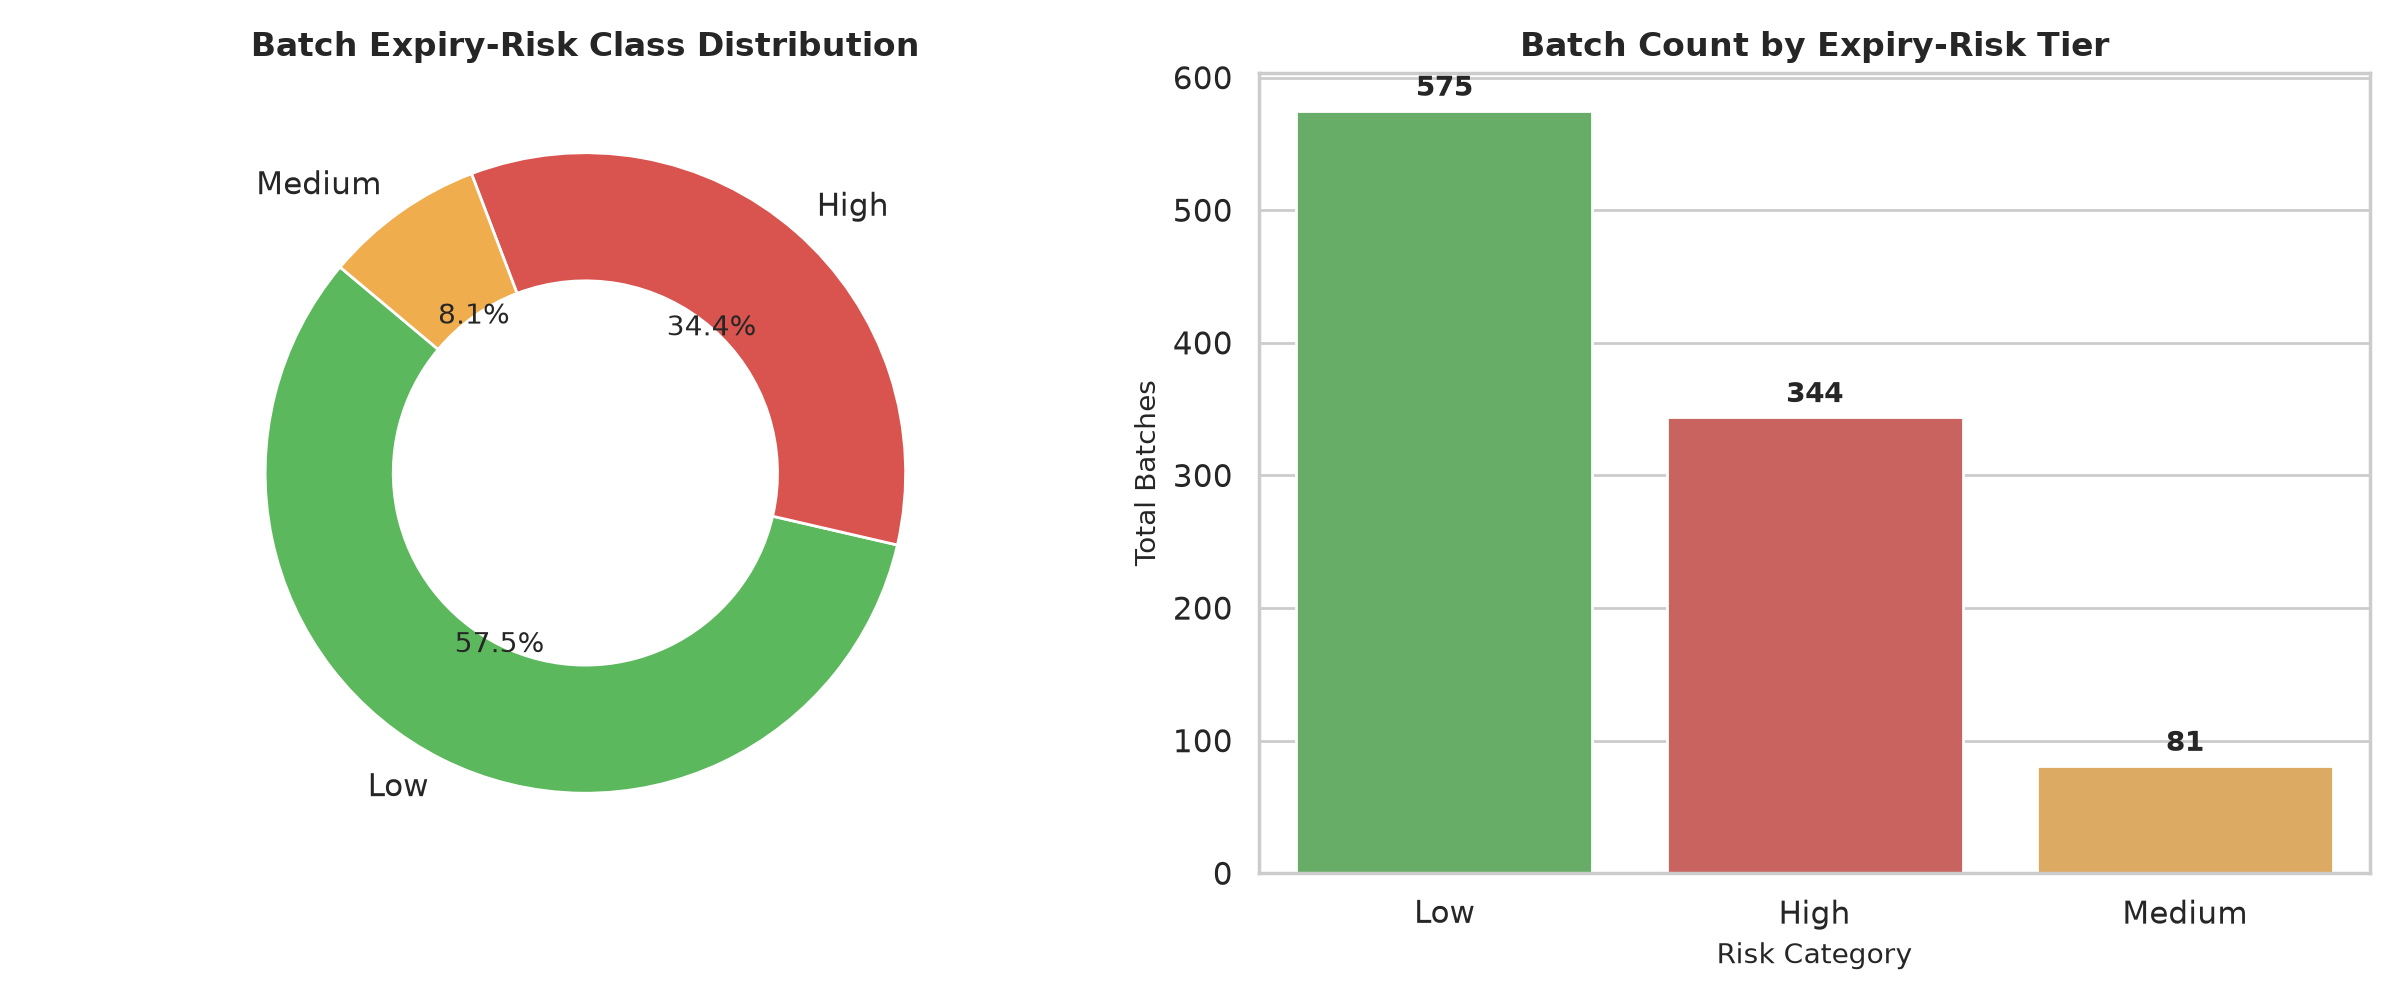 Batch Expiry-Risk Class Distribution
Medium
High
8.1%
34.4%
57.5%
Low
Batch Count by Expiry-Risk Tier
600
500
400
300
200
100
0
Total Batches
575
344
81
Low
High
Medium
Risk Category